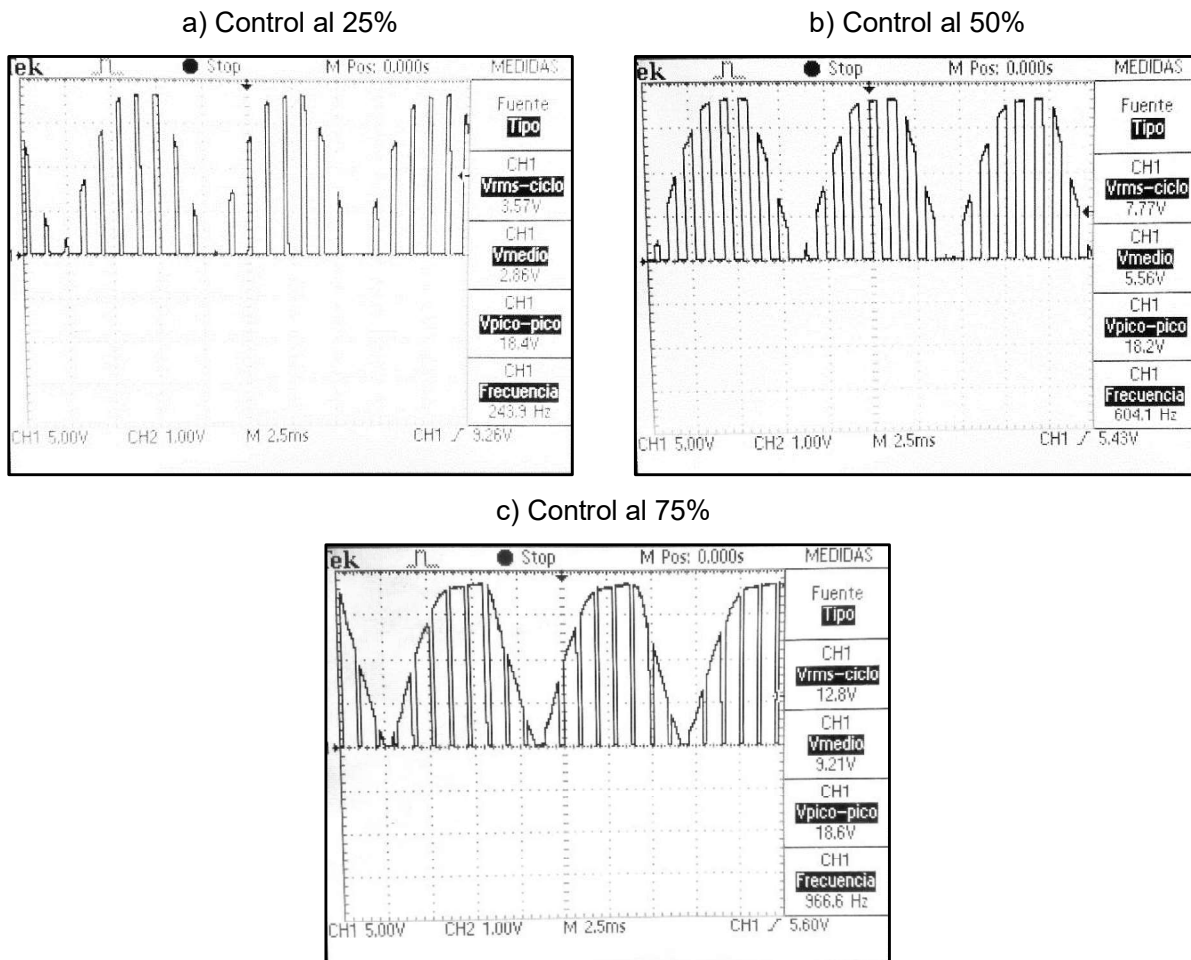 a) Control al 25%
Tek Stop M Pos: 0.000s MEDIDAS
Fuente
Tipo
CH1
Vrms-ciclo
3.57V
CH1
Vmedio
2.86V
CH1
Vpico-pico
18.4V
CH1
Frecuencia
243.9 Hz
CH1 5.00V CH2 1.00V M 2.5ms CH1 9.26V
b) Control al 50%
Tek Stop M Pos: 0.000s MEDIDAS
Fuente
Tipo
CH1
Vrms-ciclo
7.77V
CH1
Vmedio
5.56V
CH1
Vpico-pico
18.2V
CH1
Frecuencia
604.1 Hz
CH1 5.00V CH2 1.00V M 2.5ms CH1 5.43V
c) Control al 75%
Tek Stop M Pos: 0.000s MEDIDAS
Fuente
Tipo
CH1
Vrms-ciclo
12.8V
CH1
Vmedio
9.21V
CH1
Vpico-pico
18.6V
CH1
Frecuencia
966.6 Hz
CH1 5.00V CH2 1.00V M 2.5ms CH1 5.60V